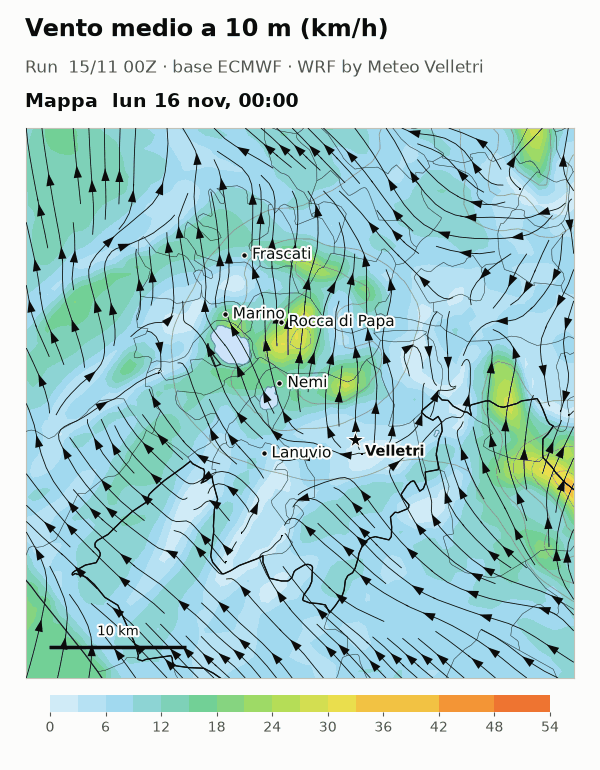 Vento medio a 10 m (km/h)
Run 15/11 00Z · base ECMWF · WRF by Meteo Velletri
Mappa lun 16 nov, 00:00
Frascati
Marino
Rocca di Papa
Nemi
Velletri
Lanuvio
10 km
0 6 12 18 24 30 36 42 48 54